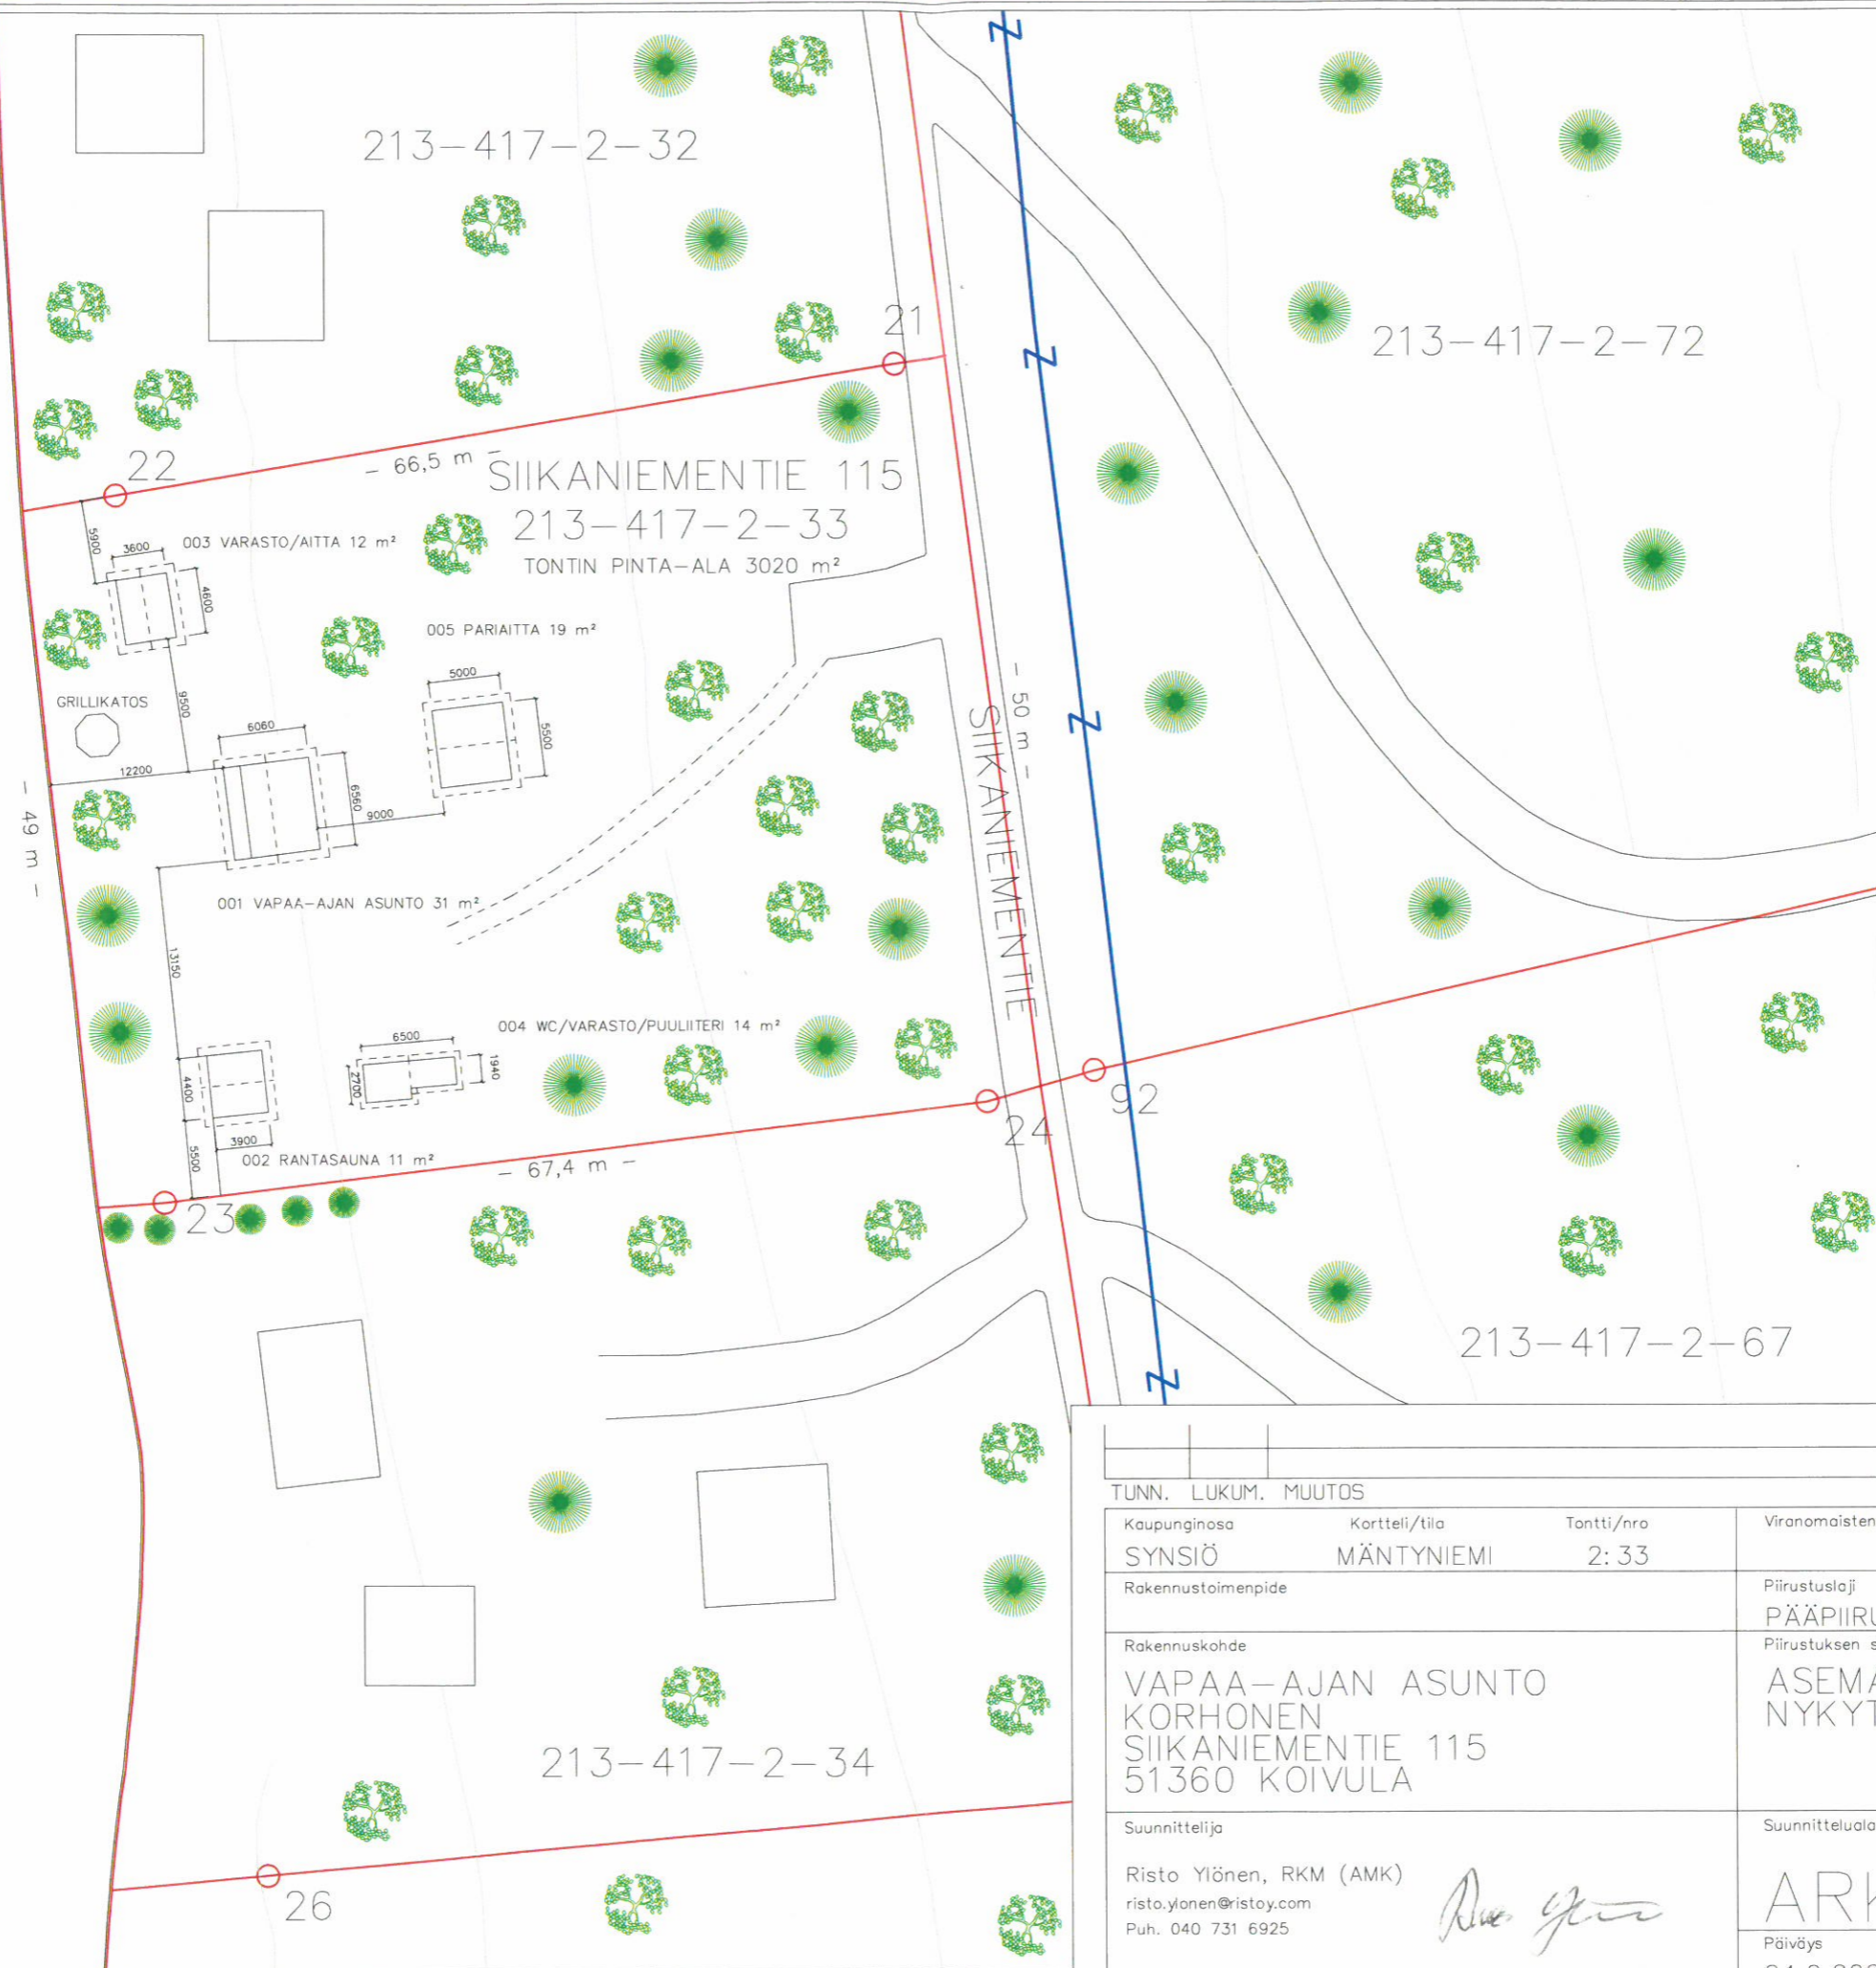 213-417-2-32
21
213-417-2-72
22
- 66,5 m -
SIIKANIEMENTIE 115
213-417-2-33
TONTIN PINTA-ALA 3020 m²
5900
3600
003 VARASTO/AITTA 12 m²
4600
005 PARIAITTA 19 m²
5000
5500
GRILLIKATOS
9500
6060
12200
6560
9000
- 50 m -
SIIKANIEMENTIE
- 49 m -
001 VAPAA-AJAN ASUNTO 31 m²
13150
004 WC/VARASTO/PUULIITERI 14 m²
6500
1940
2700
4400
3900
5500
002 RANTASAUNA 11 m²
- 67,4 m -
92
24
23
213-417-2-67
213-417-2-34
26
TUNN. LUKUM. MUUTOS
Kaupunginosa Kortteli/tila Tontti/nro Viranomaisten
SYNSIÖ MÄNTYNIEMI 2:33
Rakennustoimenpide Piirustuslaji
PÄÄPIIRU
Rakennuskohde Piirustuksen s
VAPAA-AJAN ASUNTO ASEMA
KORHONEN NYKYT
SIIKANIEMENTIE 115
51360 KOIVULA
Suunnittelija Suunnitteluala
Risto Ylönen, RKM (AMK)
risto.ylonen@ristoy.com
Puh. 040 731 6925
ARK
Päiväys